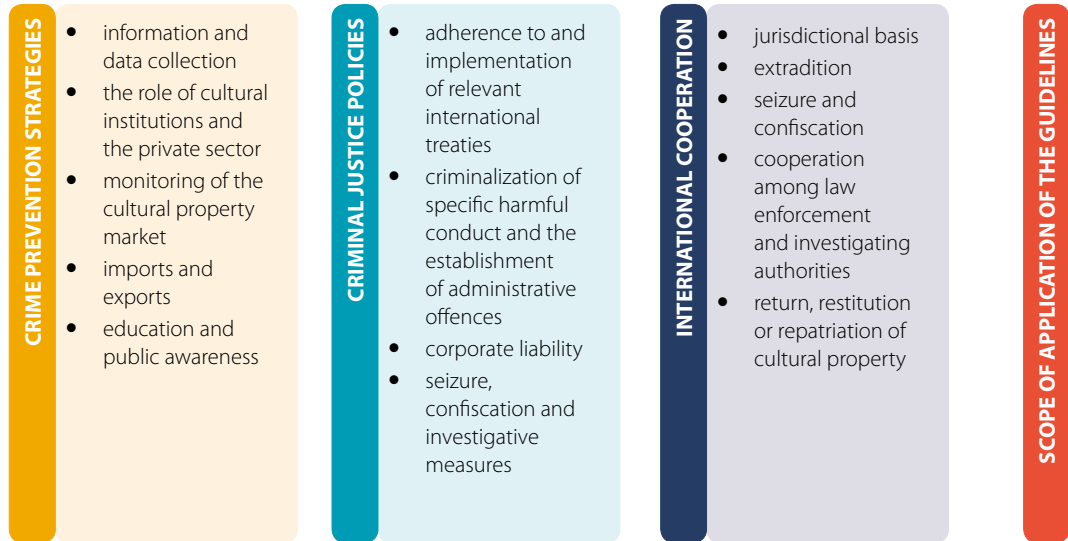 CRIME PREVENTION STRATEGIES
• information and
data collection
• the role of cultural
institutions and
the private sector
• monitoring of the
cultural property
market
• imports and
exports
• education and
public awareness
CRIMINAL JUSTICE POLICIES
• adherence to and
implementation
of relevant
international
treaties
• criminalization of
specific harmful
conduct and the
establishment
of administrative
offences
• corporate liability
• seizure,
confiscation and
investigative
measures
INTERNATIONAL COOPERATION
• jurisdictional basis
• extradition
• seizure and
confiscation
• cooperation
among law
enforcement
and investigating
authorities
• return, restitution
or repatriation of
cultural property
SCOPE OF APPLICATION OF THE GUIDELINES